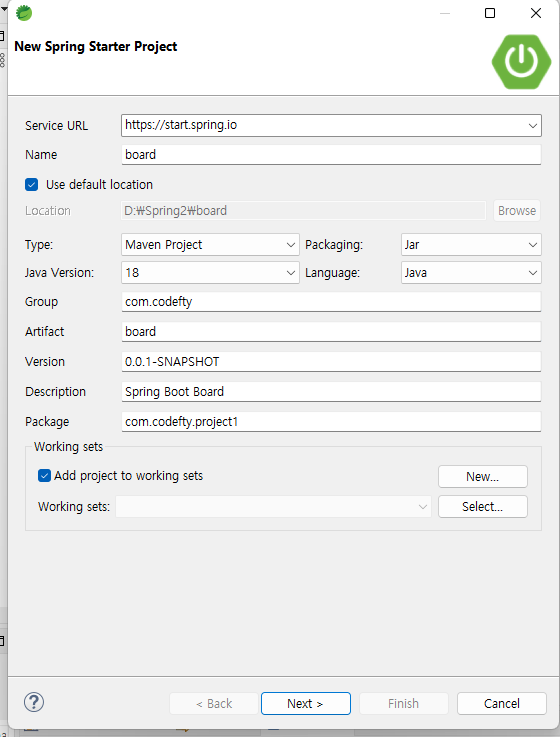 New Spring Starter Project
Service URL https://start.spring.io
Name board
Use default location
Location D:₩Spring2₩board Browse
Type: Maven Project Packaging: Jar
Java Version: 18 Language: Java
Group com.codefty
Artifact board
Version 0.0.1-SNAPSHOT
Description Spring Boot Board
Package com.codefty.project1
Working sets
Add project to working sets New...
Working sets: Select...
? < Back Next > Finish Cancel